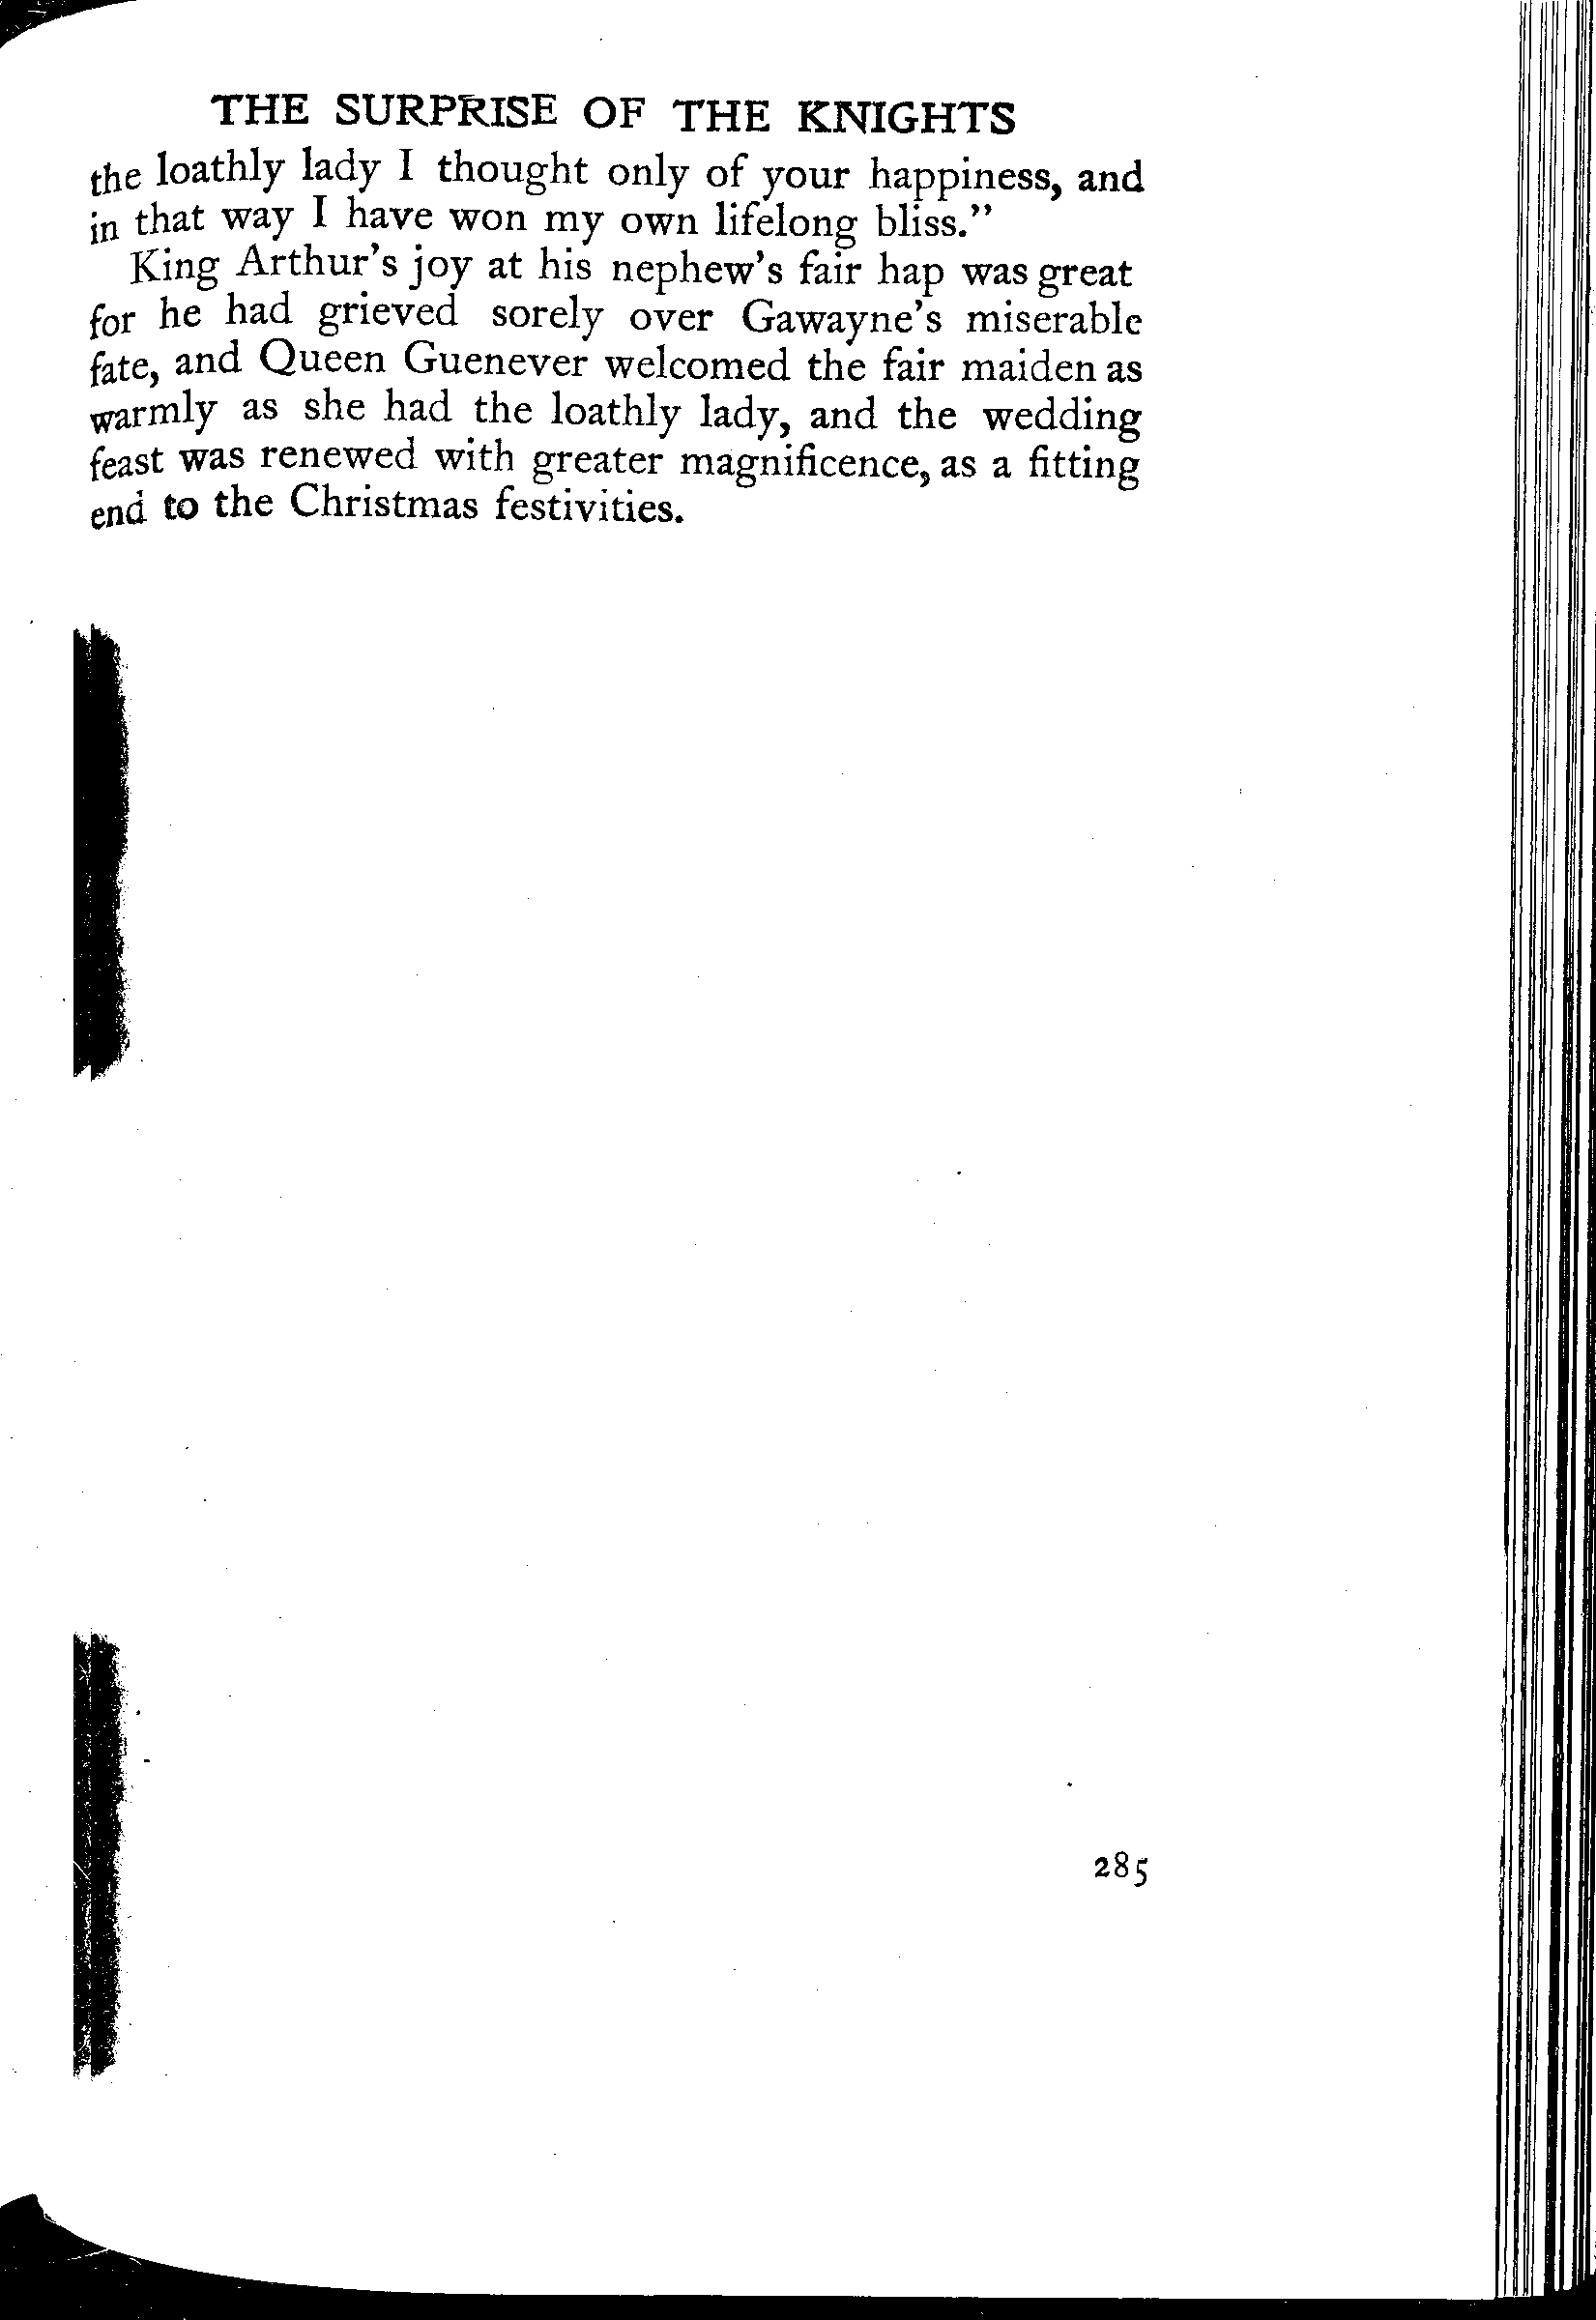 THE SURPRISE OF THE KNIGHTS
the loathly lady I thought only of your happiness, and
in that way I have won my own lifelong bliss.”
King Arthur’s joy at his nephew’s fair hap was great
for he had grieved sorely over Gawayne’s miserable
fate, and Queen Guenever welcomed the fair maiden as
warmly as she had the loathly lady, and the wedding
feast was renewed with greater magnificence, as a fitting
end to the Christmas festivities.
285